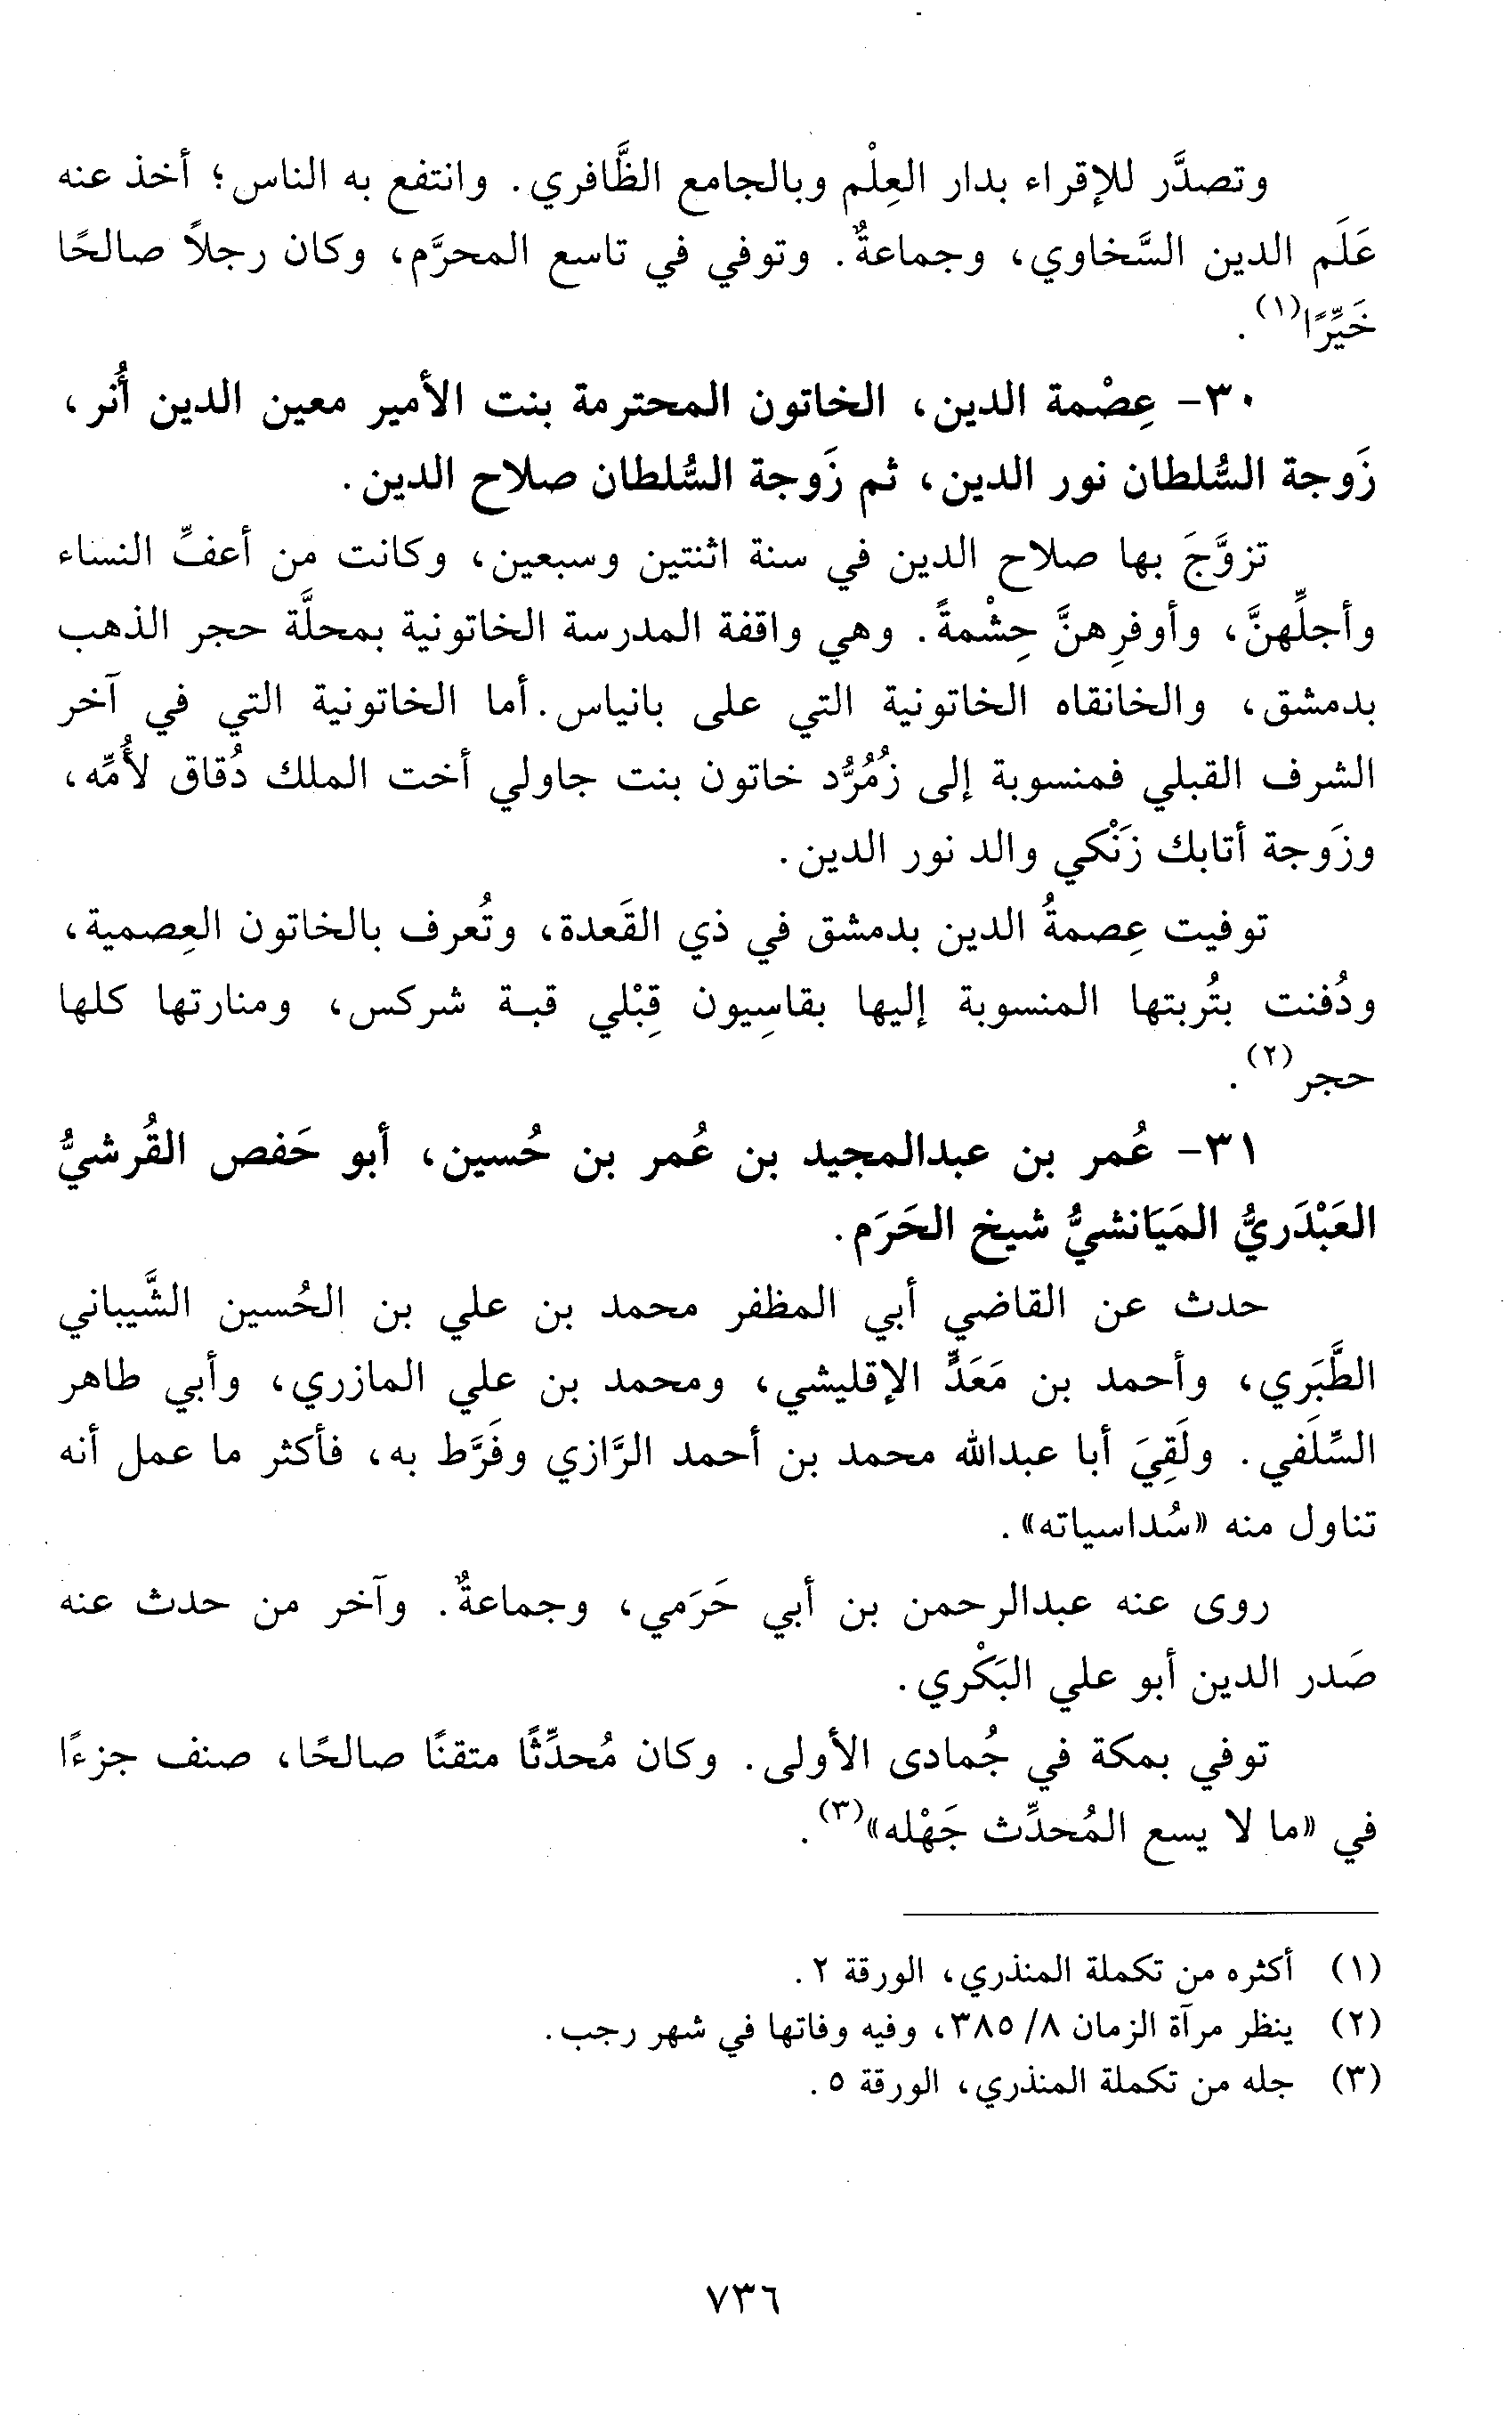 وتصدَّر للإقراء بدار العِلْم وبالجامع الظَّافري. وانتفع به الناس؛ أخذ عنه
عَلَم الدين السَّخاوي، وجماعةٌ. وتوفي في تاسع المحرَّم، وكان رجلاً صالحًا
خَيِّرًا(١).
٣٠- عِصْمة الدين، الخاتون المحترمة بنت الأمير معين الدين أُنر،
زَوجة السُّلطان نور الدين، ثم زَوجة السُّلطان صلاح الدين.
تزوَّجَ بها صلاح الدين في سنة اثنتين وسبعين، وكانت من أعفِّ النساء
وأجلِّهنَّ، وأوفرِهنَّ حِشْمةً. وهي واقفة المدرسة الخاتونية بمحلَّة حجر الذهب
بدمشق، والخانقاه الخاتونية التي على بانياس. أما الخاتونية التي في آخر
الشرف القبلي فمنسوبة إلى زُمُرُّد خاتون بنت جاولي أخت الملك دُقاق لأُمِّه،
وزَوجة أتابك زَنْكي والد نور الدين.
توفيت عِصمةُ الدين بدمشق في ذي القَعدة، وتُعرف بالخاتون العِصمية،
ودُفنت بتُربتها المنسوبة إليها بقاسِيون قِبْلي قبة شركس، ومنارتها كلها
حجر(٢).
٣١- عُمر بن عبدالمجيد بن عُمر بن حُسين، أبو حَفص القُرشيُّ
العَبْدَريُّ المَيَانشيُّ شيخ الحَرَم.
حدث عن القاضي أبي المظفر محمد بن علي بن الحُسين الشَّيباني
الطَّبَري، وأحمد بن مَعَدٍّ الإقليشي، ومحمد بن علي المازري، وأبي طاهر
السِّلَفي. ولَقِيَ أبا عبدالله محمد بن أحمد الرَّازي وفَرَّط به، فأكثر ما عمل أنه
تناول منه «سُداسياته».
روى عنه عبدالرحمن بن أبي حَرَمي، وجماعةٌ. وآخر من حدث عنه
صَدر الدين أبو علي البَكْري.
توفي بمكة في جُمادى الأولى. وكان مُحدِّثًا متقنًا صالحًا، صنف جزءًا
في «ما لا يسع المُحدِّث جَهْله»(٣).
(١) أكثره من تكملة المنذري، الورقة ٢.
(٢) ينظر مرآة الزمان ٨/ ٣٨٥، وفيه وفاتها في شهر رجب.
(٣) جله من تكملة المنذري، الورقة ٥.
٧٣٦